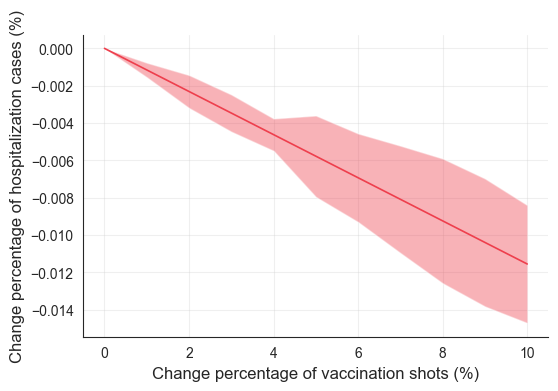 Change percentage of hospitalization cases (%)
0.000
−0.002
−0.004
−0.006
−0.008
−0.010
−0.012
−0.014
0 2 4 6 8 10
Change percentage of vaccination shots (%)